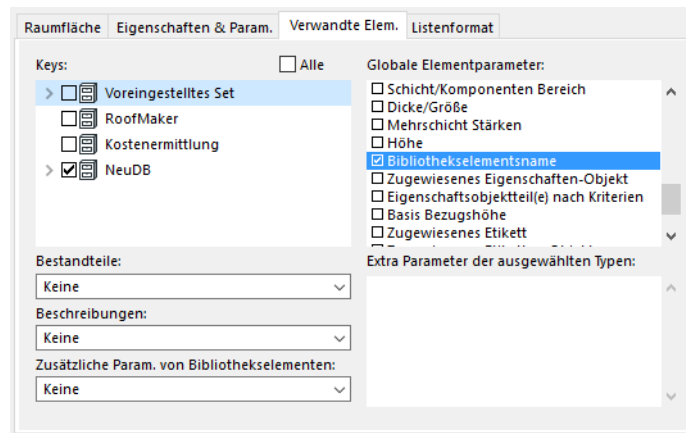 Raumfläche Eigenschaften & Param. Verwandte Elem. Listenformat
Keys: Alle
Voreingestelltes Set
RoofMaker
Kostenermittlung
NeuDB
Globale Elementparameter:
Schicht/Komponenten Bereich
Dicke/Größe
Mehrschicht Stärken
Höhe
Bibliothekselementsname
Zugewiesenes Eigenschaften-Objekt
Eigenschaftsobjektteil(e) nach Kriterien
Basis Bezugshöhe
Zugewiesenes Etikett
Bestandteile:
Keine
Beschreibungen:
Keine
Zusätzliche Param. von Bibliothekselementen:
Keine
Extra Parameter der ausgewählten Typen: